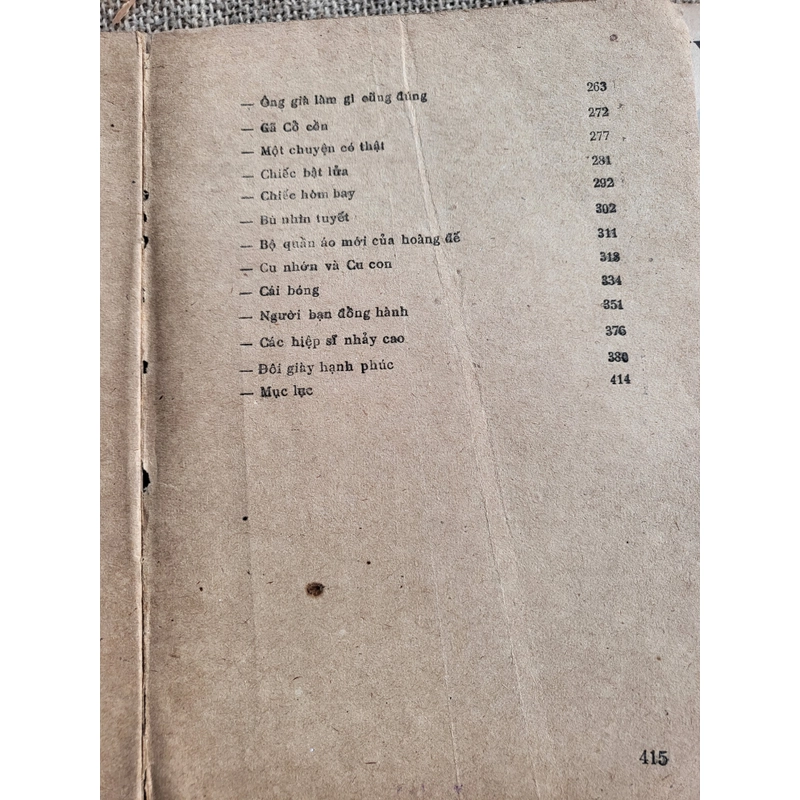 — Ông già làm gì cũng đúng 263
— Gã Cồ cồn 272
— Một chuyện có thật 277
— Chiếc bật lửa 281
— Chiếc hòm bay 292
— Bù nhìn tuyết 302
— Bộ quần áo mới của hoàng đế 311
— Cu nhớn và Cu con 318
— Cái bóng 334
— Người bạn đồng hành 351
— Các hiệp sĩ nhảy cao 376
— Đôi giày hạnh phúc 380
— Mục lục 414
415